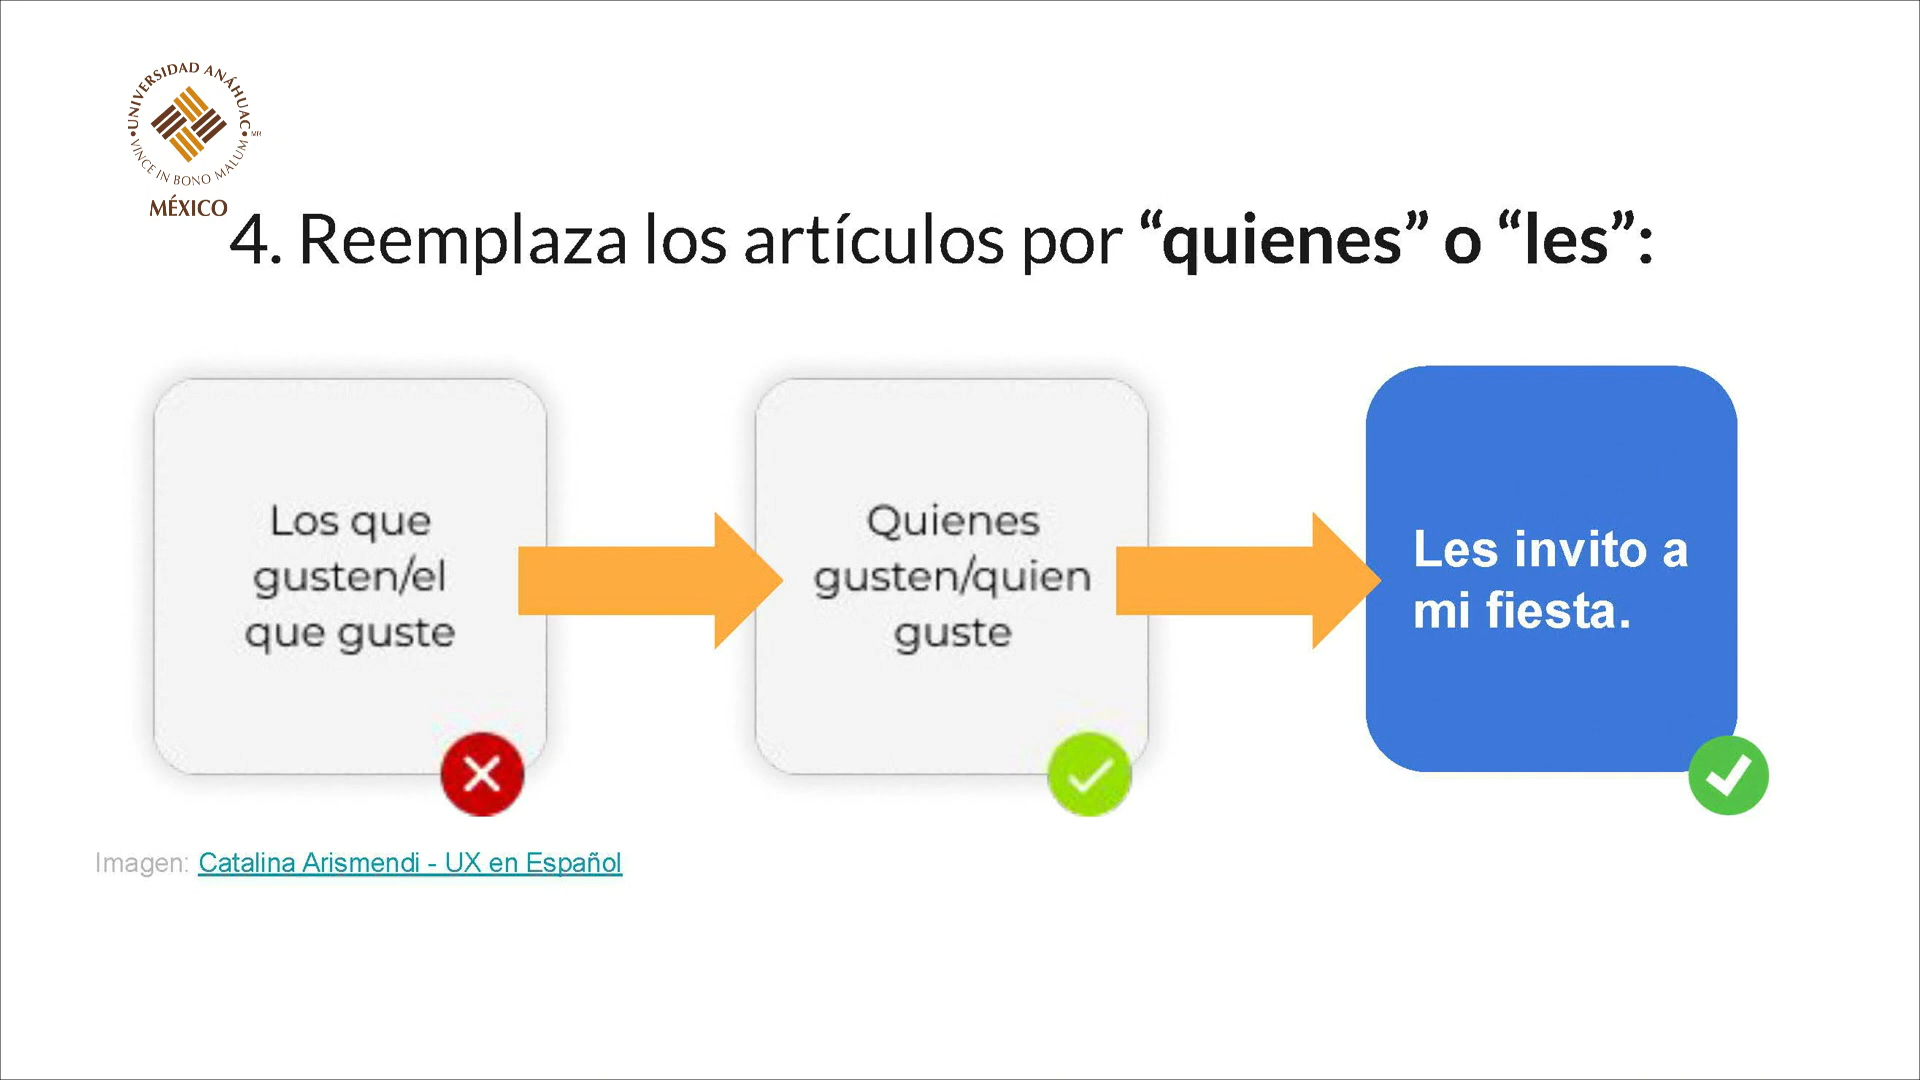 UNIVERSIDAD ANÁHUAC
VINCE IN BONO MALUM
MR
MÉXICO
4. Reemplaza los artículos por “quienes” o “les”:
Los que
gusten/el
que guste
Quienes
gusten/quien
guste
Les invito a
mi fiesta.
Imagen: Catalina Arismendi - UX en Español